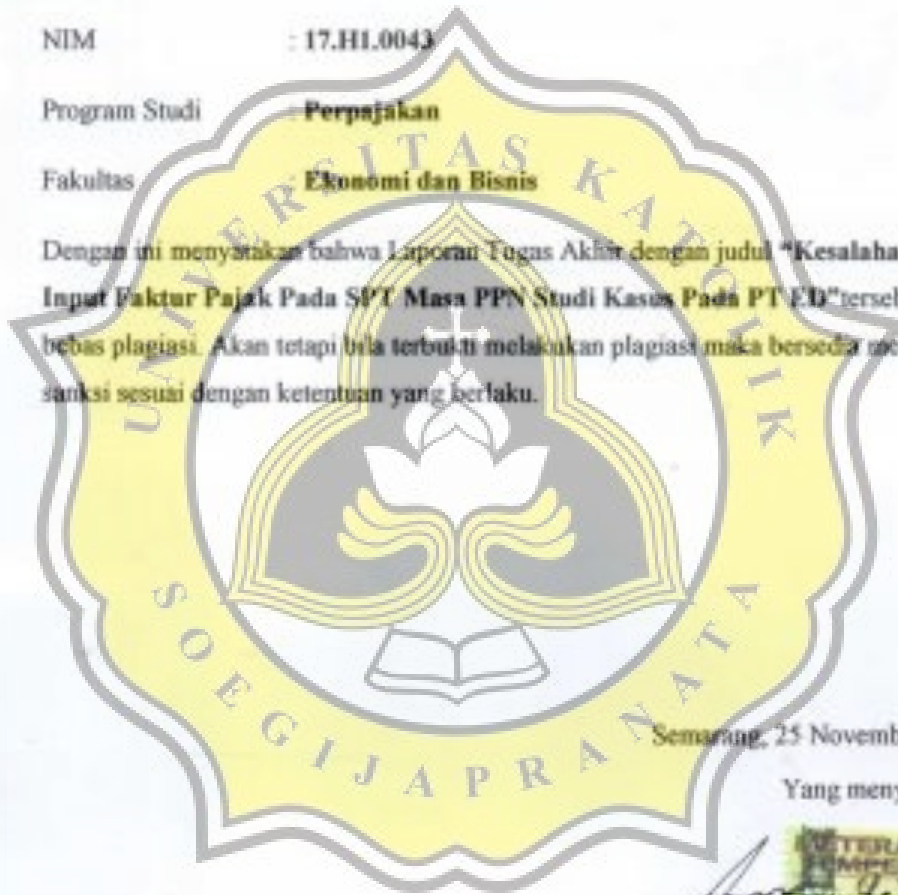 NIM : 17.H1.0043
Program Studi : Perpajakan
Fakultas : Ekonomi dan Bisnis
Dengan ini menyatakan bahwa Laporan Tugas Akhir dengan judul "Kesalaha
Input Faktur Pajak Pada SPT Masa PPN Studi Kasus Pada PT ED"terseb
bebas plagiasi. Akan tetapi bila terbukti melakukan plagiasi maka bersedia me
sanksi sesuai dengan ketentuan yang berlaku.
UNIVERSITAS KATOLIK
SOEGIJAPRANATA
Semarang, 25 Novemb
Yang meny